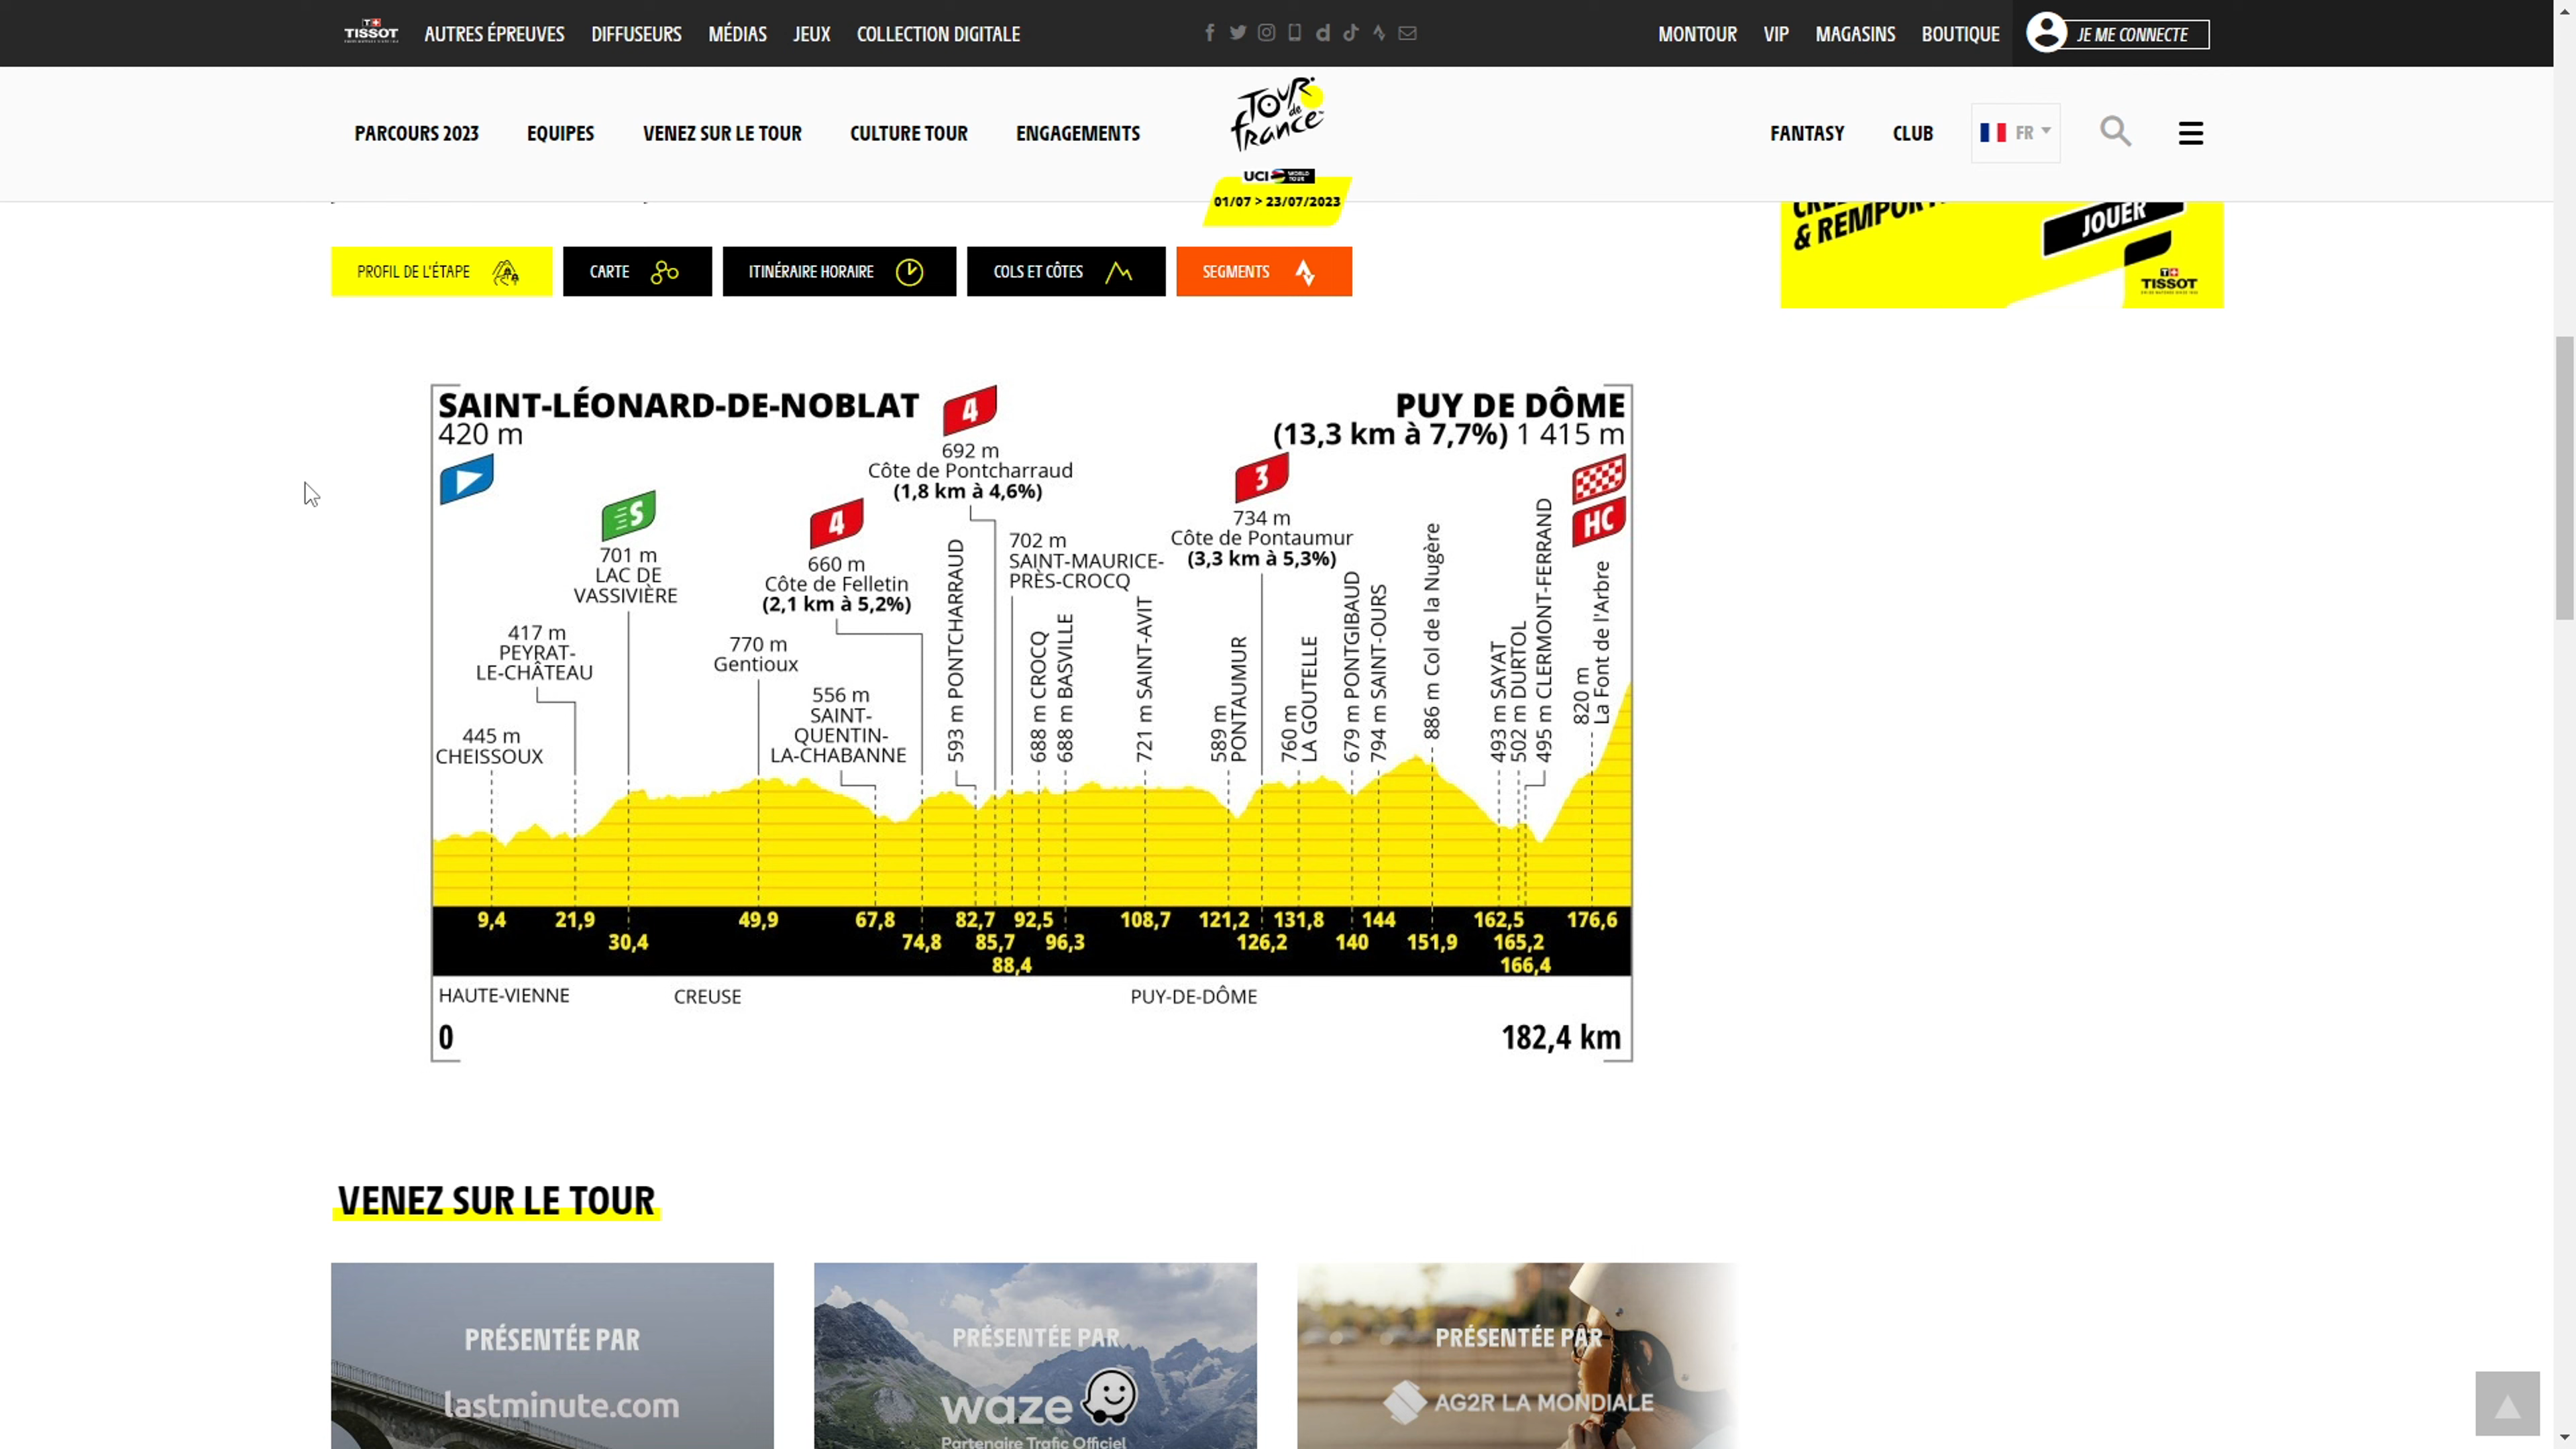 TISSOT
AUTRES ÉPREUVES
DIFFUSEURS
MÉDIAS
JEUX
COLLECTION DIGITALE
MONTOUR
VIP
MAGASINS
BOUTIQUE
JE ME CONNECTE
PARCOURS 2023
EQUIPES
VENEZ SUR LE TOUR
CULTURE TOUR
ENGAGEMENTS
TOUR de france
UCI WORLD TOUR
01/07 > 23/07/2023
FANTASY
CLUB
FR
& REMPOR
JOUER
TISSOT
PROFIL DE L'ÉTAPE
CARTE
ITINÉRAIRE HORAIRE
COLS ET CÔTES
SEGMENTS
SAINT-LÉONARD-DE-NOBLAT
420 m
PUY DE DÔME
(13,3 km à 7,7%) 1 415 m
445 m
CHEISSOUX
417 m
PEYRAT-
LE-CHÂTEAU
S
701 m
LAC DE
VASSIVIÈRE
770 m
Gentioux
556 m
SAINT-
QUENTIN-
LA-CHABANNE
4
660 m
Côte de Felletin
(2,1 km à 5,2%)
593 m PONTCHARRAUD
4
692 m
Côte de Pontcharraud
(1,8 km à 4,6%)
702 m
SAINT-MAURICE-
PRÈS-CROCQ
688 m CROCQ
688 m BASVILLE
721 m SAINT-AVIT
589 m
PONTAUMUR
3
734 m
Côte de Pontaumur
(3,3 km à 5,3%)
760 m
LA GOUTELLE
679 m PONTGIBAUD
794 m SAINT-OURS
886 m Col de la Nugère
493 m SAYAT
502 m DURTOL
495 m CLERMONT-FERRAND
820 m
La Font de l'Arbre
HC
9,4 21,9 49,9 67,8 82,7 92,5 108,7 121,2 131,8 144 162,5 176,6
30,4 74,8 85,7 96,3 126,2 140 151,9 165,2
88,4 166,4
HAUTE-VIENNE
CREUSE
PUY-DE-DÔME
0
182,4 km
VENEZ SUR LE TOUR
PRÉSENTÉE PAR
lastminute.com
PRÉSENTÉE PAR
waze
Partenaire Trafic Officiel
PRÉSENTÉE PAR
AG2R LA MONDIALE